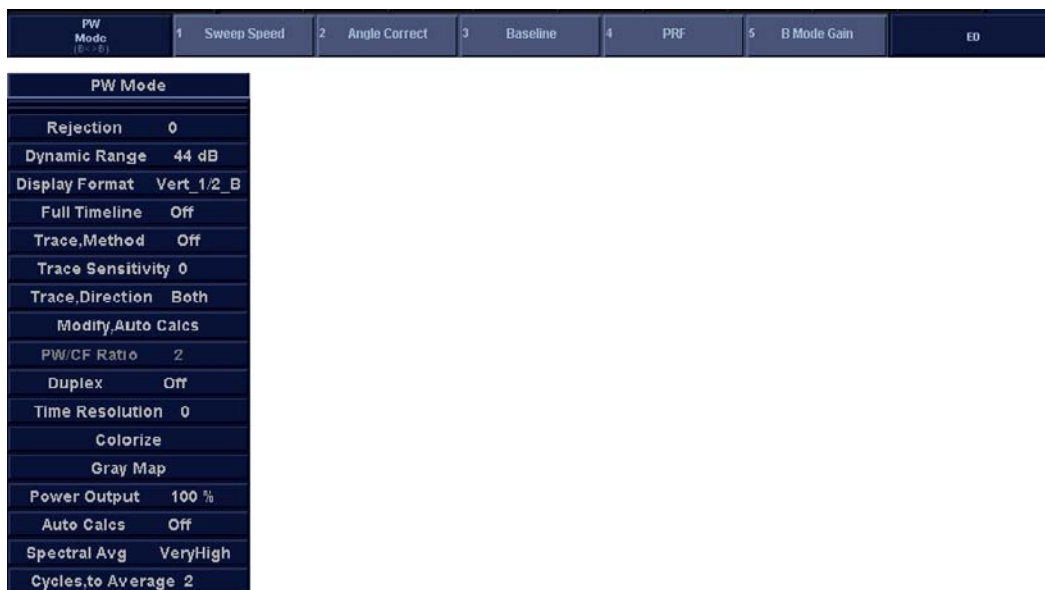 PW
Mode
(B<>B)
1 Sweep Speed
2 Angle Correct
3 Baseline
4 PRF
5 B Mode Gain
ED
PW Mode
Rejection 0
Dynamic Range 44 dB
Display Format Vert_1/2_B
Full Timeline Off
Trace,Method Off
Trace Sensitivity 0
Trace,Direction Both
Modify,Auto Calcs
PW/CF Ratio 2
Duplex Off
Time Resolution 0
Colorize
Gray Map
Power Output 100 %
Auto Calcs Off
Spectral Avg VeryHigh
Cycles,to Average 2